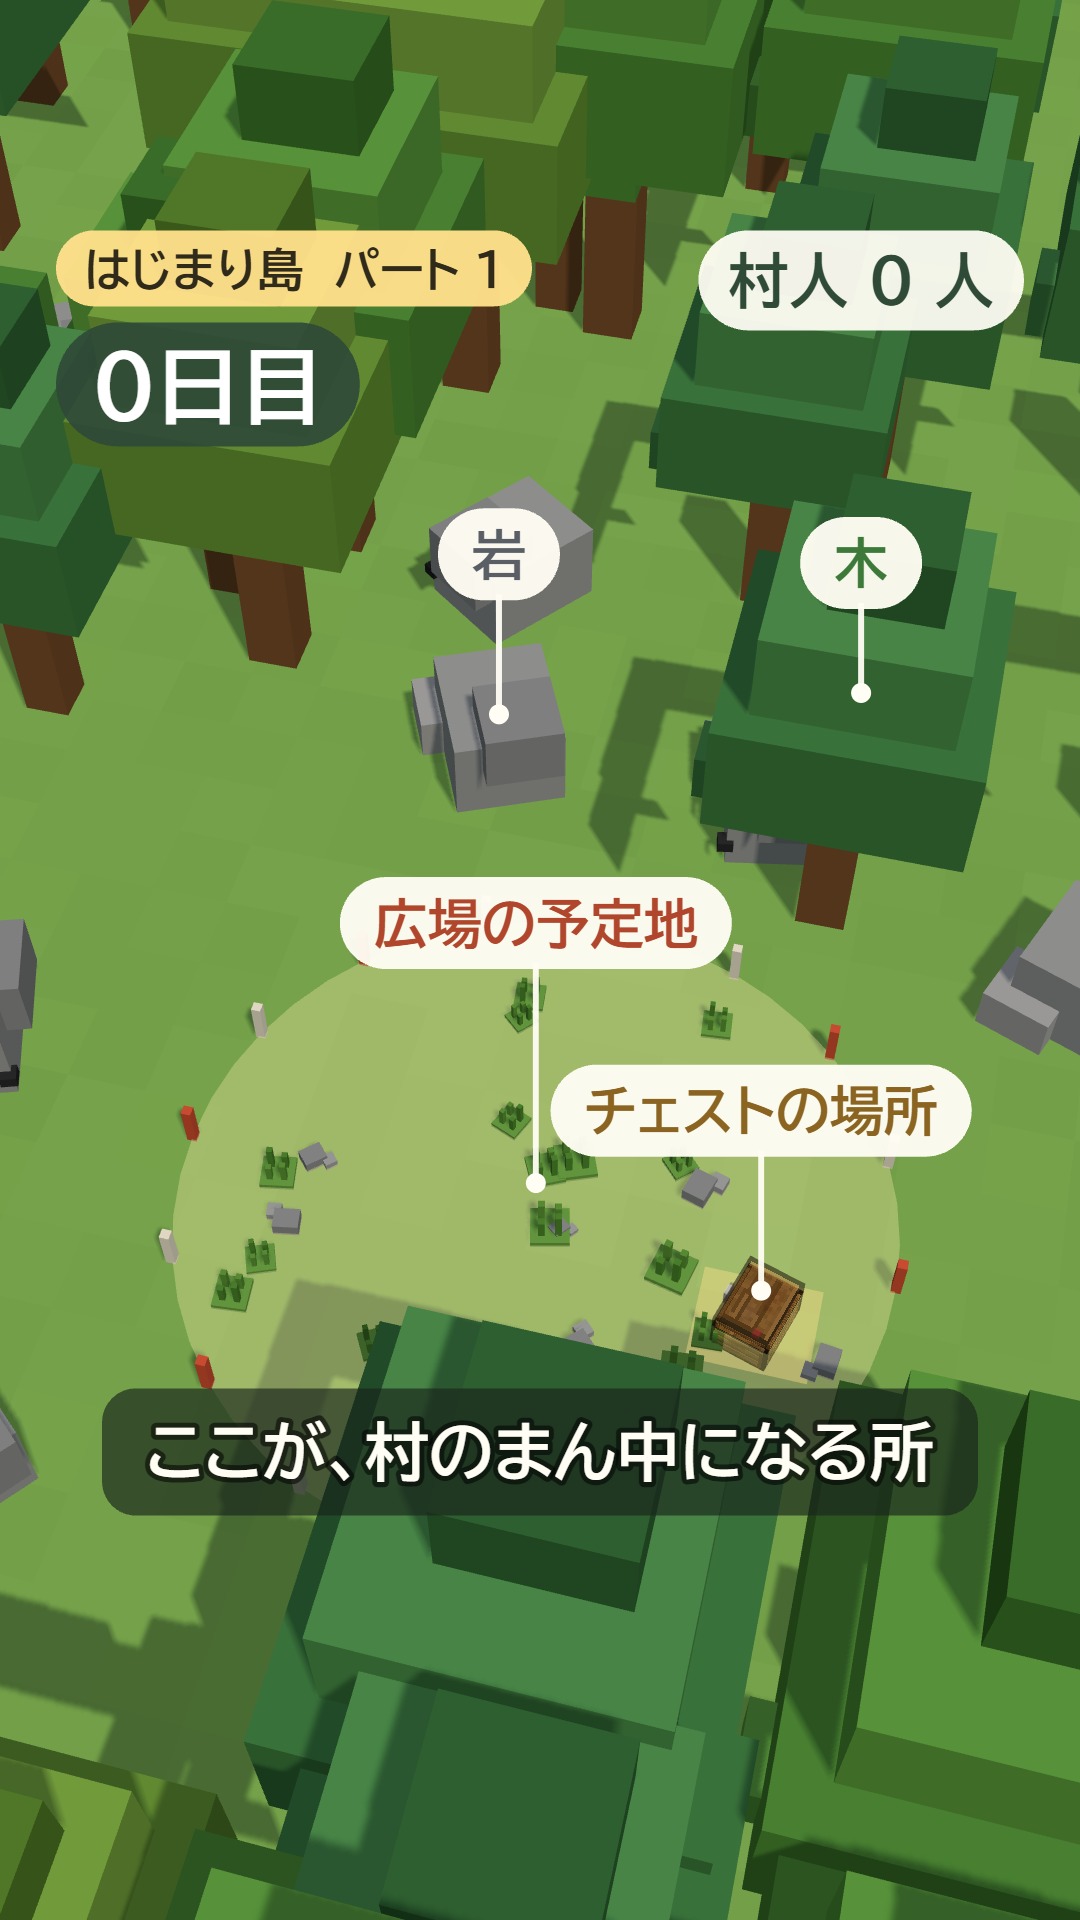 はじまり島 パート 1
村人 0 人
0日目
岩
木
広場の予定地
チェストの場所
ここが、村のまん中になる所